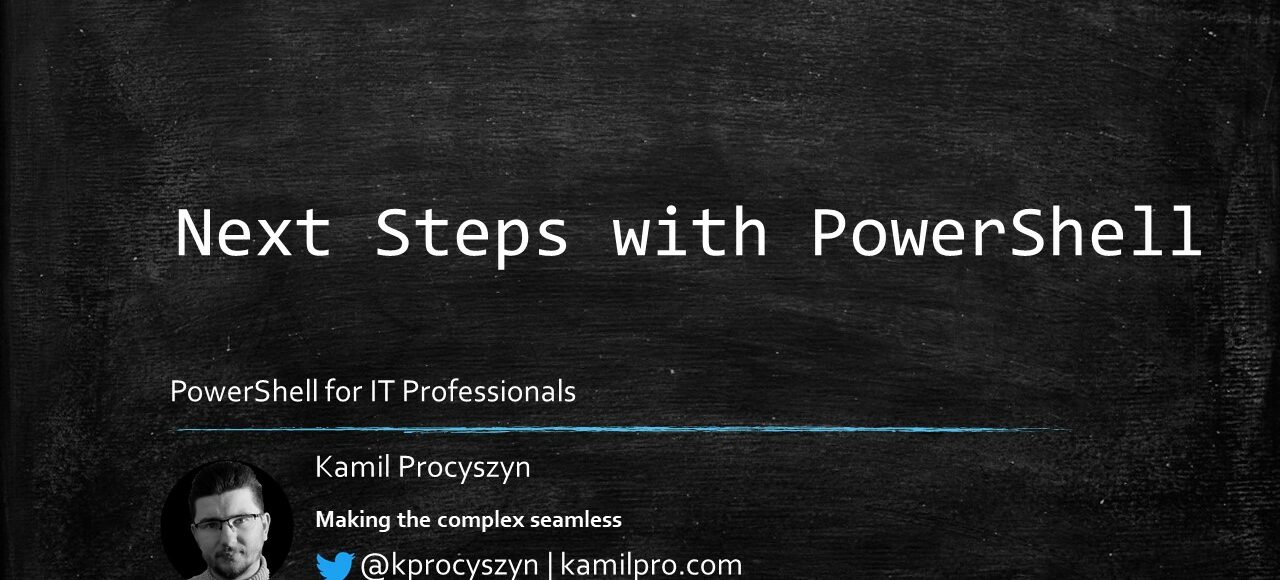 Next Steps with PowerShell
PowerShell for IT Professionals
Kamil Procyszyn
Making the complex seamless
@kprocyszyn | kamilpro.com